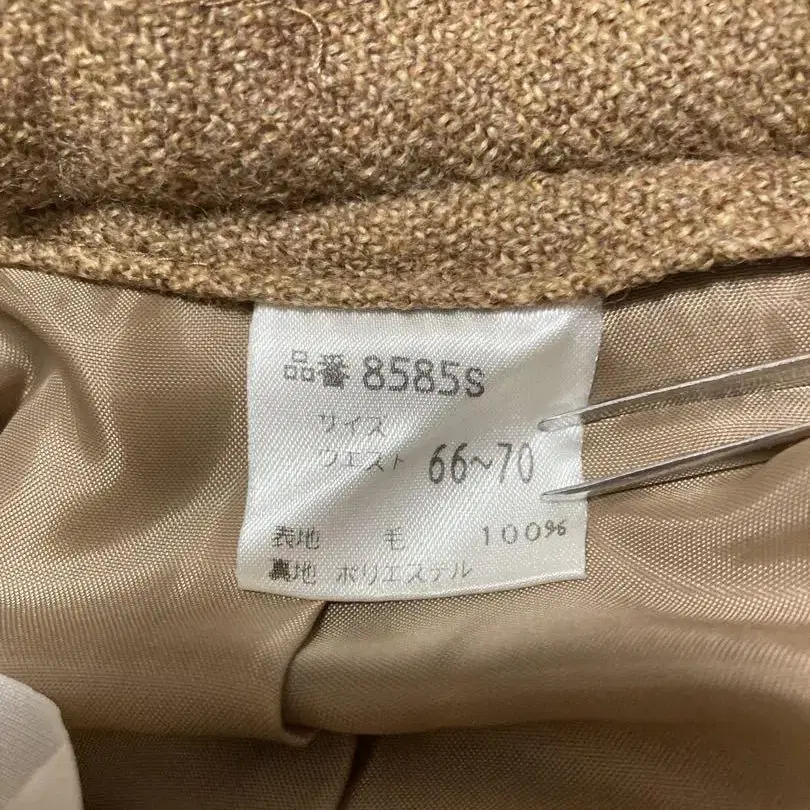 品番 8585S
サイズ
ウエスト 66~70
表地 毛 100%
裏地 ポリエステル